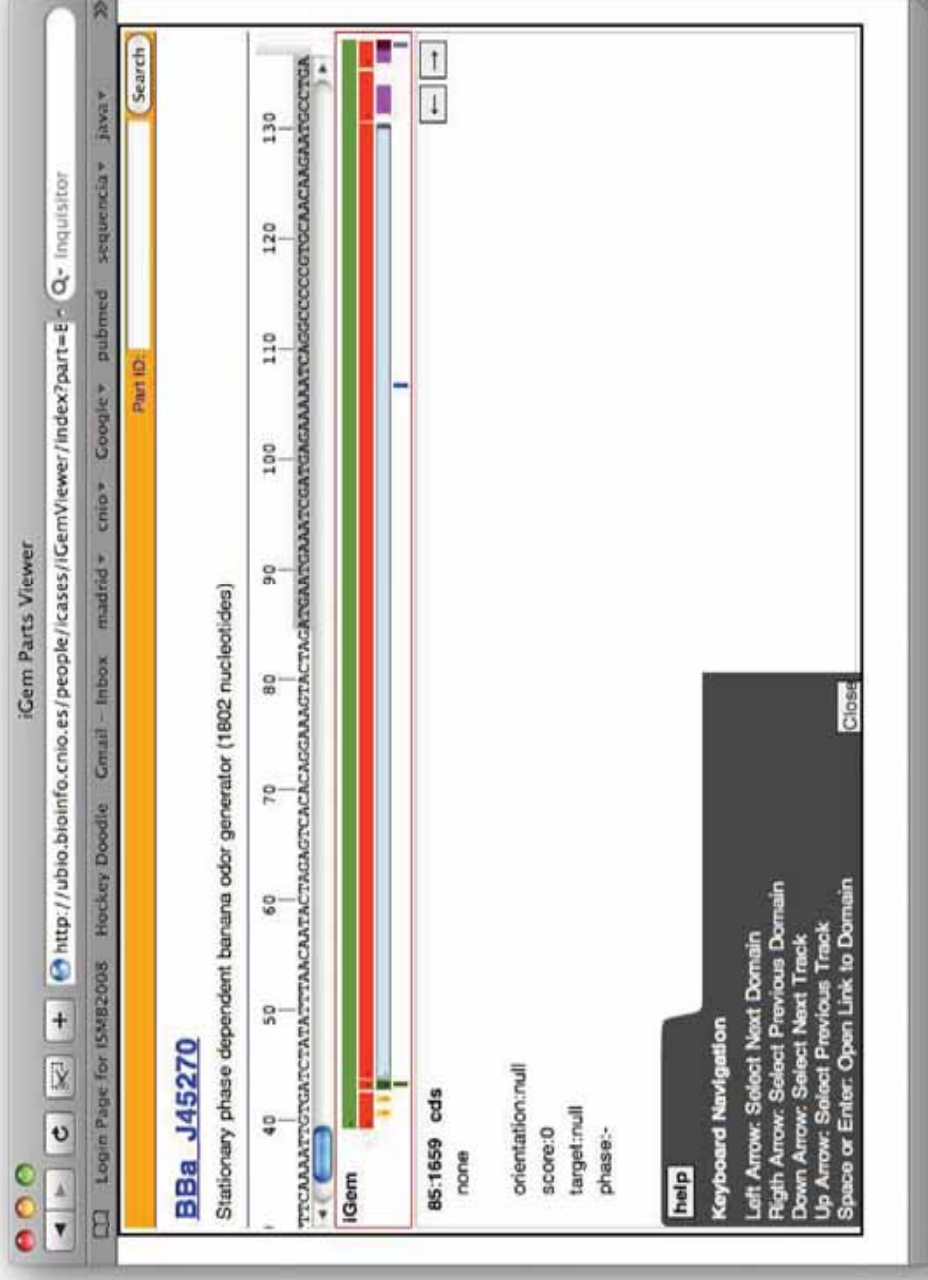 iGem Parts Viewer
http://ubio.bioinfo.cnio.es/people/icases/iGemViewer/index?part=B
Inquisitor
Login Page for ISMB2008 Hockey Doodle Gmail – Inbox madrid cnio Google pubmed sequencia java
Part ID: Search
BBa_J45270
Stationary phase dependent banana odor generator (1802 nucleotides)
40 50 60 70 80 90 100 110 120 130
TTCAAAATTGTGATCTATATTTAACAATACTAGAGTCACACAGGAAAGTACTAGATGAATGAAATCGATGAGAAAAATCAGGCCCCCGTGCAACAAGAATGCCTGA
iGem
85:1659 cds
none
orientation:null
score:0
target:null
phase:-
help
Keyboard Navigation
Left Arrow: Select Next Domain
Rigth Arrow: Select Previous Domain
Down Arrow: Select Next Track
Up Arrow: Select Previous Track
Space or Enter: Open Link to Domain
Close